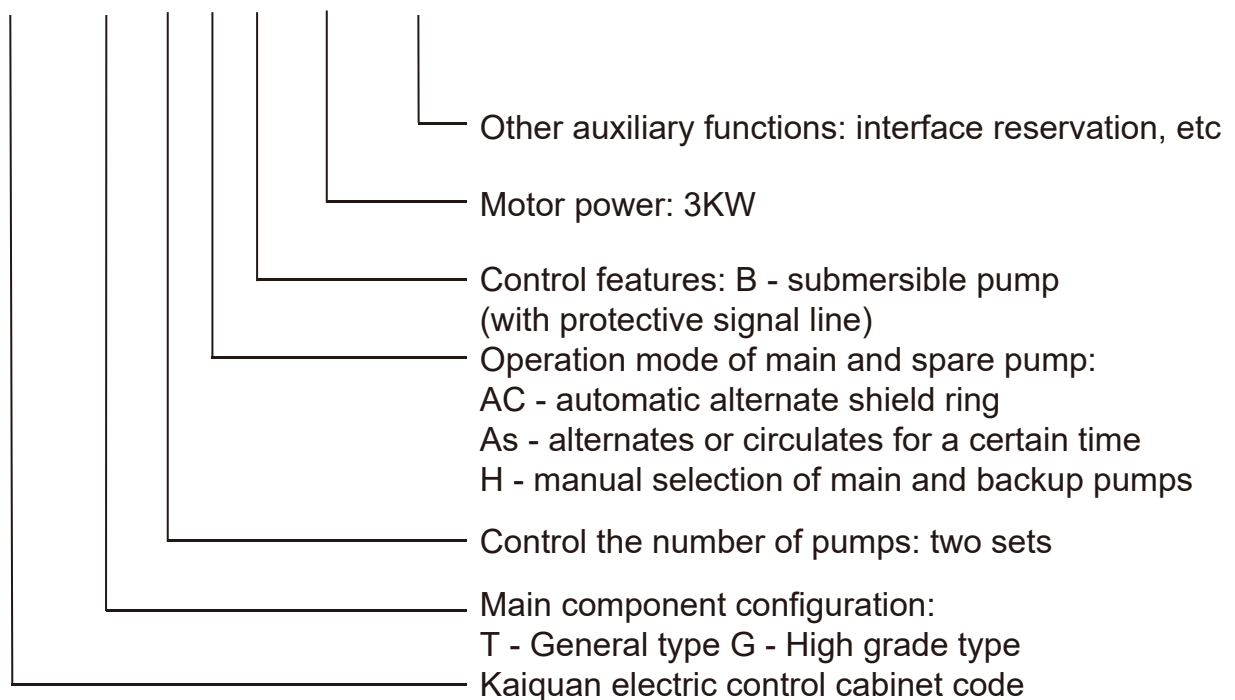 Other auxiliary functions: interface reservation, etc
Motor power: 3KW
Control features: B - submersible pump
(with protective signal line)
Operation mode of main and spare pump:
AC - automatic alternate shield ring
As - alternates or circulates for a certain time
H - manual selection of main and backup pumps
Control the number of pumps: two sets
Main component configuration:
T - General type G - High grade type
Kaiquan electric control cabinet code